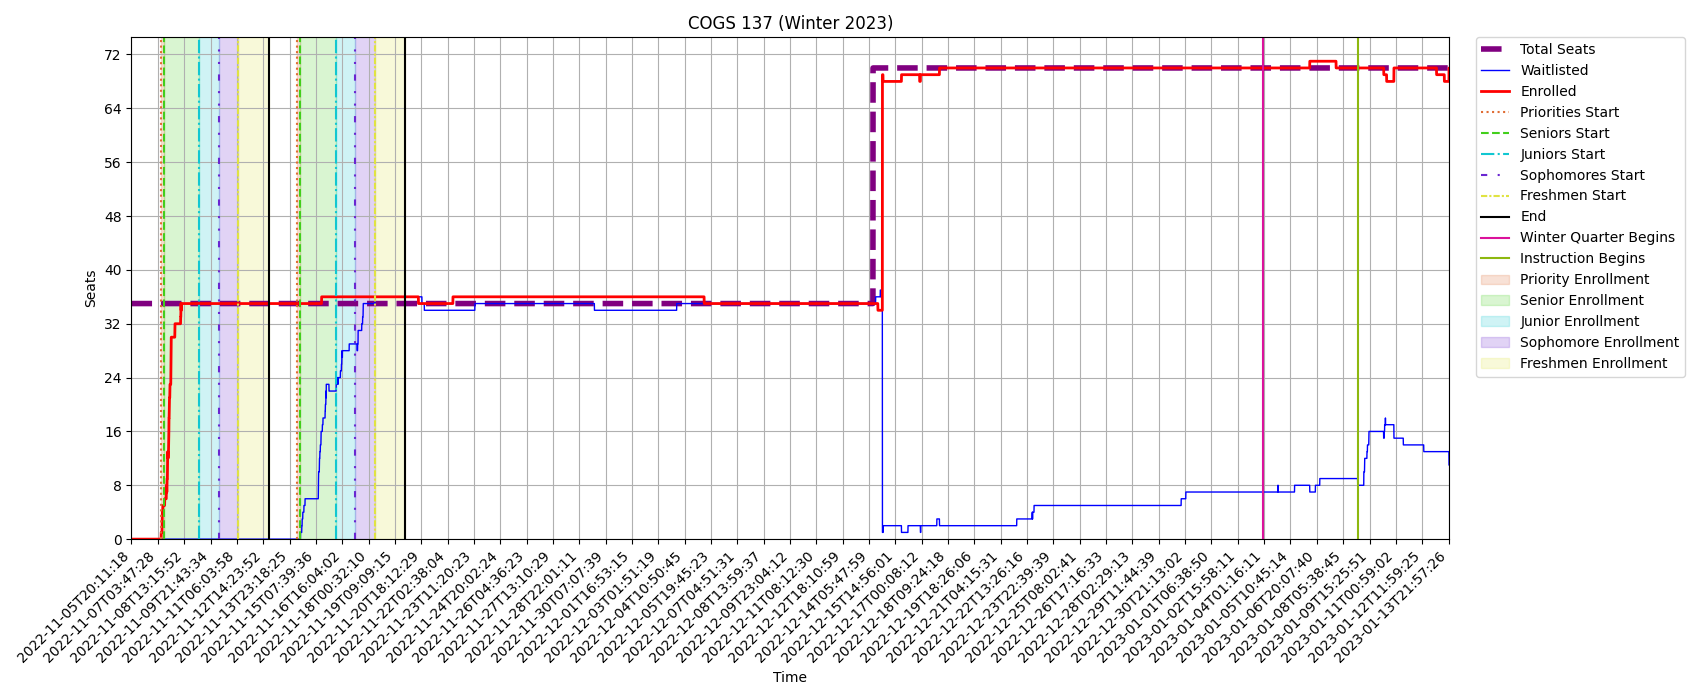 COGS 137 (Winter 2023)
Seats
72
64
56
48
40
32
24
16
8
0
2022-11-05T20:11:18
2022-11-07T03:47:28
2022-11-08T13:15:52
2022-11-09T21:43:34
2022-11-11T06:03:58
2022-11-12T14:23:52
2022-11-13T23:18:25
2022-11-15T07:39:36
2022-11-16T16:04:02
2022-11-18T00:32:10
2022-11-19T09:09:15
2022-11-20T18:12:29
2022-11-22T02:38:04
2022-11-23T11:20:23
2022-11-24T20:02:24
2022-11-26T04:36:23
2022-11-27T13:10:29
2022-11-28T22:01:11
2022-11-30T07:07:39
2022-12-01T16:53:15
2022-12-03T01:51:19
2022-12-04T10:50:45
2022-12-05T19:45:23
2022-12-07T04:51:31
2022-12-08T13:59:37
2022-12-09T23:04:12
2022-12-11T08:12:30
2022-12-12T18:10:59
2022-12-14T05:47:59
2022-12-15T14:56:01
2022-12-17T00:08:12
2022-12-18T09:24:18
2022-12-19T18:26:06
2022-12-21T04:15:31
2022-12-22T13:26:16
2022-12-23T22:39:39
2022-12-25T08:02:41
2022-12-26T17:16:33
2022-12-28T02:29:13
2022-12-29T11:44:39
2022-12-30T21:13:02
2023-01-01T06:38:50
2023-01-02T15:58:11
2023-01-04T01:16:11
2023-01-05T10:45:14
2023-01-06T20:07:40
2023-01-08T05:38:45
2023-01-09T15:25:51
2023-01-11T00:59:02
2023-01-12T11:59:25
2023-01-13T21:57:26
Time
Total Seats
Waitlisted
Enrolled
Priorities Start
Seniors Start
Juniors Start
Sophomores Start
Freshmen Start
End
Winter Quarter Begins
Instruction Begins
Priority Enrollment
Senior Enrollment
Junior Enrollment
Sophomore Enrollment
Freshmen Enrollment